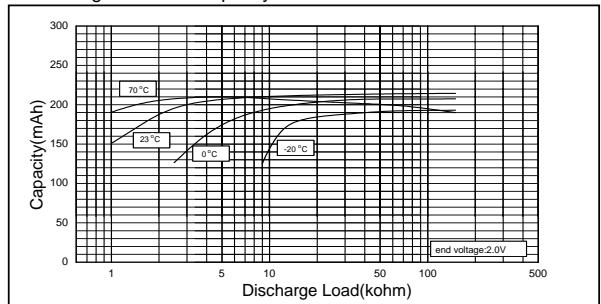 300
250
200
150
100
50
0
Capacity(mAh)
70°C
23°C
0°C
-20°C
end voltage:2.0V
1 5 10 50 100 500
Discharge Load(kohm)